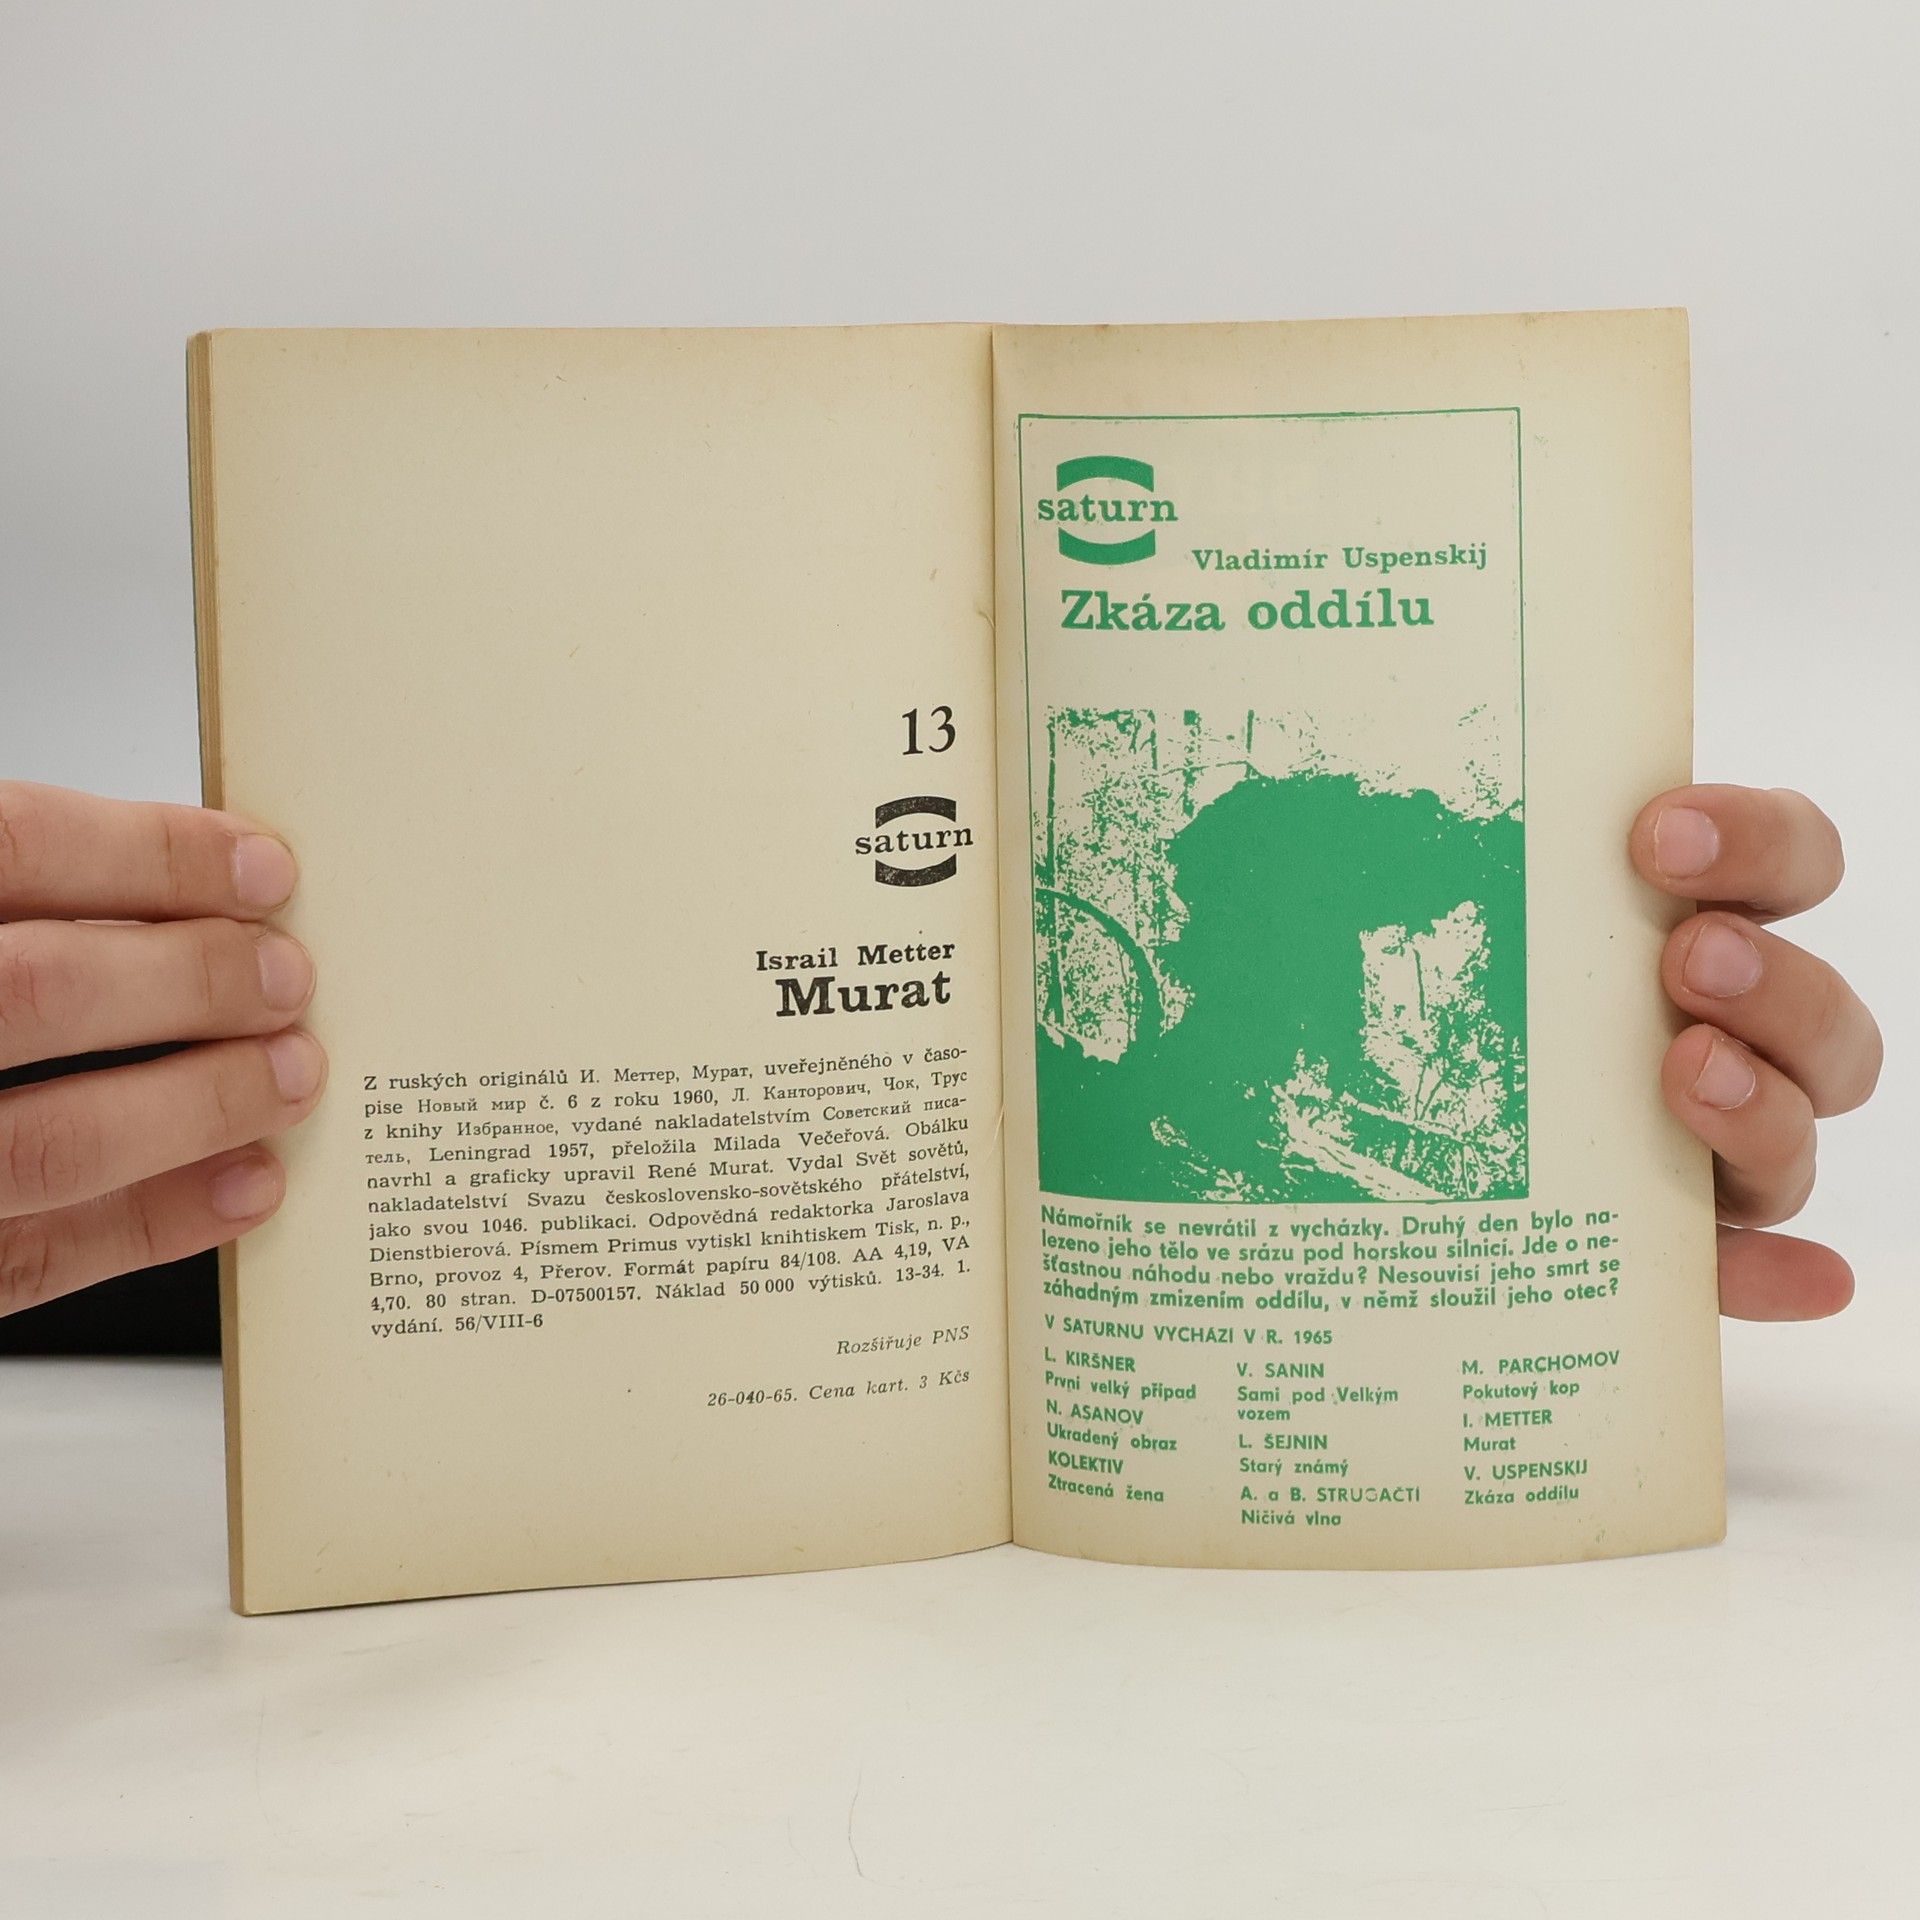 13
saturn
Israil Metter
Murat
Z ruských originálů И. Меттер, Мурат, uveřejněného v časo-
pise Новый мир č. 6 z roku 1960, Л. Канторович, Чок, Трус
z knihy Избранное, vydané nakladatelstvím Советский писа-
тель, Leningrad 1957, přeložila Milada Večeřová. Obálku
navrhl a graficky upravil René Murat. Vydal Svět sovětů,
nakladatelství Svazu československo-sovětského přátelství,
jako svou 1046. publikaci. Odpovědná redaktorka Jaroslava
Dienstbierová. Písmem Primus vytiskl knihtiskem Tisk, n. p.,
Brno, provoz 4, Přerov. Formát papíru 84/108. AA 4,19, VA
4,70. 80 stran. D-07500157. Náklad 50 000 výtisků. 13-34. 1.
vydání. 56/VIII-6
Rozšiřuje PNS
26-040-65. Cena kart. 3 Kčs
saturn
Vladimír Uspenskij
Zkáza oddílu
Námořník se nevrátil z vycházky. Druhý den bylo na-
lezeno jeho tělo ve srázu pod horskou silnicí. Jde o ne-
šťastnou náhodu nebo vraždu? Nesouvisí jeho smrt se
záhadným zmizením oddílu, v němž sloužil jeho otec?
V SATURNU VYCHÁZÍ V R. 1965
L. KIRŠNER
První velký případ
N. ASANOV
Ukradený obraz
KOLEKTIV
Ztracená žena
V. SANIN
Sami pod Velkým
vozem
L. ŠEJNIN
Starý známý
A. a B. STRUGAČTÍ
Ničivá vlna
M. PARCHOMOV
Pokutový kop
I. METTER
Murat
V. USPENSKIJ
Zkáza oddílu